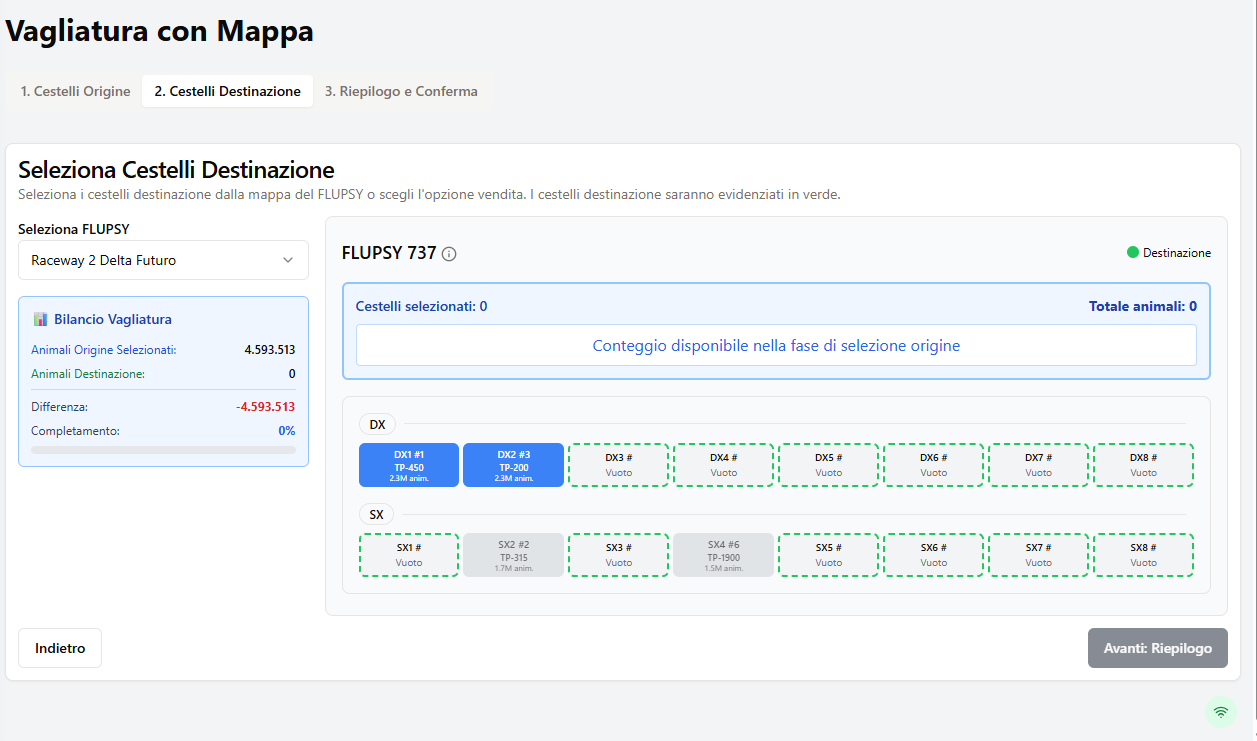 Vagliatura con Mappa
1. Cestelli Origine 2. Cestelli Destinazione 3. Riepilogo e Conferma
Seleziona Cestelli Destinazione
Seleziona i cestelli destinazione dalla mappa del FLUPSY o scegli l'opzione vendita. I cestelli destinazione saranno evidenziati in verde.
Seleziona FLUPSY
Raceway 2 Delta Futuro
Bilancio Vagliatura
Animali Origine Selezionati: 4.593.513
Animali Destinazione: 0
Differenza: -4.593.513
Completamento: 0%
FLUPSY 737
Destinazione
Cestelli selezionati: 0 Totale animali: 0
Conteggio disponibile nella fase di selezione origine
DX
DX1 #1 DX2 #3 DX3 # DX4 # DX5 # DX6 # DX7 # DX8 #
TP-450 TP-200 Vuoto Vuoto Vuoto Vuoto Vuoto Vuoto
2.3M anim. 2.3M anim.
SX
SX1 # SX2 #2 SX3 # SX4 #6 SX5 # SX6 # SX7 # SX8 #
Vuoto TP-315 Vuoto TP-1900 Vuoto Vuoto Vuoto Vuoto
1.7M anim. 1.5M anim.
Indietro Avanti: Riepilogo